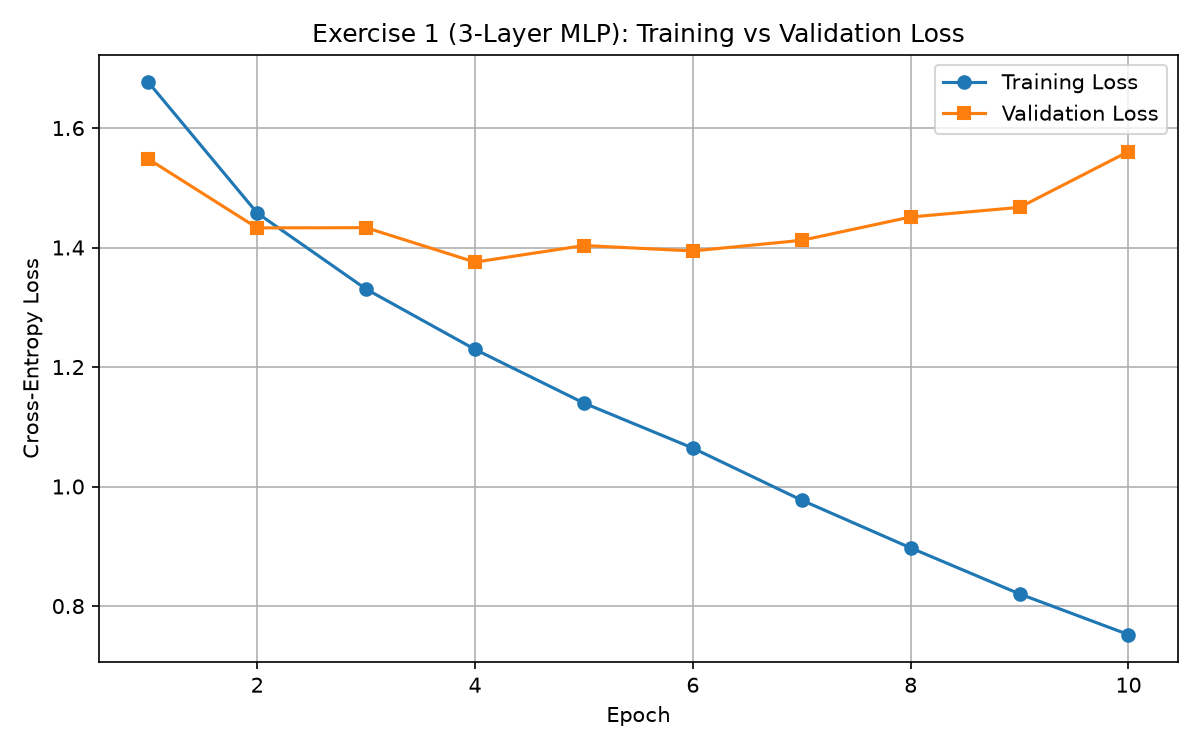 Exercise 1 (3-Layer MLP): Training vs Validation Loss
Training Loss
Validation Loss
1.6
1.4
1.2
1.0
0.8
Cross-Entropy Loss
2
4
6
8
10
Epoch